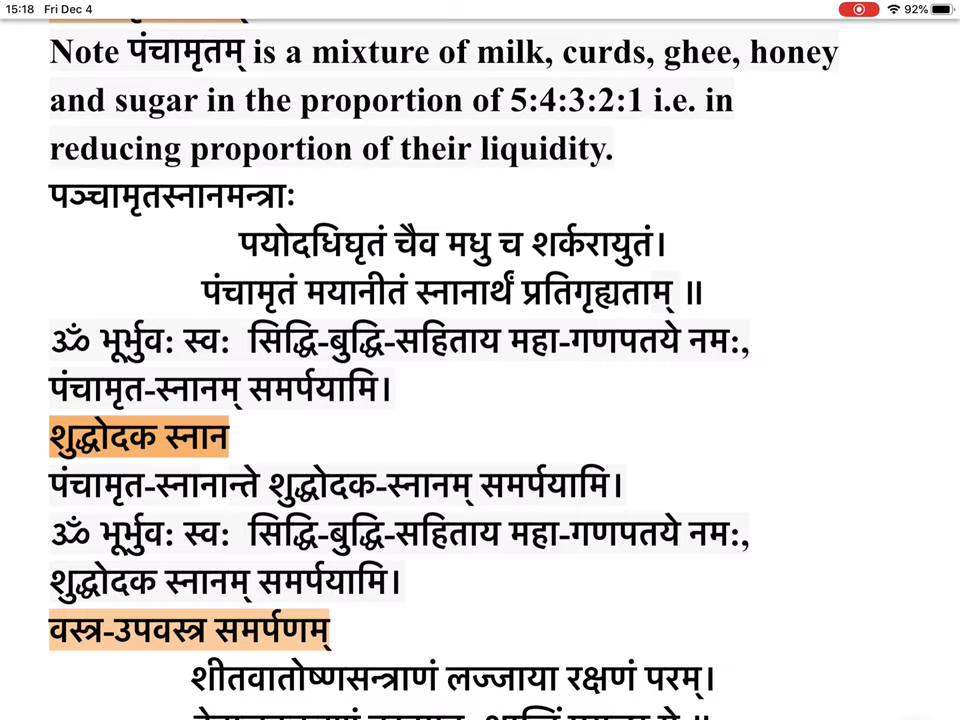 15:18 Fri Dec 4 92%
Note पंचामृतम् is a mixture of milk, curds, ghee, honey
and sugar in the proportion of 5:4:3:2:1 i.e. in
reducing proportion of their liquidity.
पञ्चामृतस्नानमन्त्राः
पयोदधिघृतं चैव मधु च शर्करायुतं।
पंचामृतं मयानीतं स्नानार्थं प्रतिगृह्यताम् ॥
ॐ भूर्भुव: स्व: सिद्धि-बुद्धि-सहिताय महा-गणपतये नम:,
पंचामृत-स्नानम् समर्पयामि।
शुद्धोदक स्नान
पंचामृत-स्नानान्ते शुद्धोदक-स्नानम् समर्पयामि।
ॐ भूर्भुव: स्व: सिद्धि-बुद्धि-सहिताय महा-गणपतये नम:,
शुद्धोदक स्नानम् समर्पयामि।
वस्त्र-उपवस्त्र समर्पणम्
शीतवातोष्णसन्त्राणं लज्जाया रक्षणं परम्।